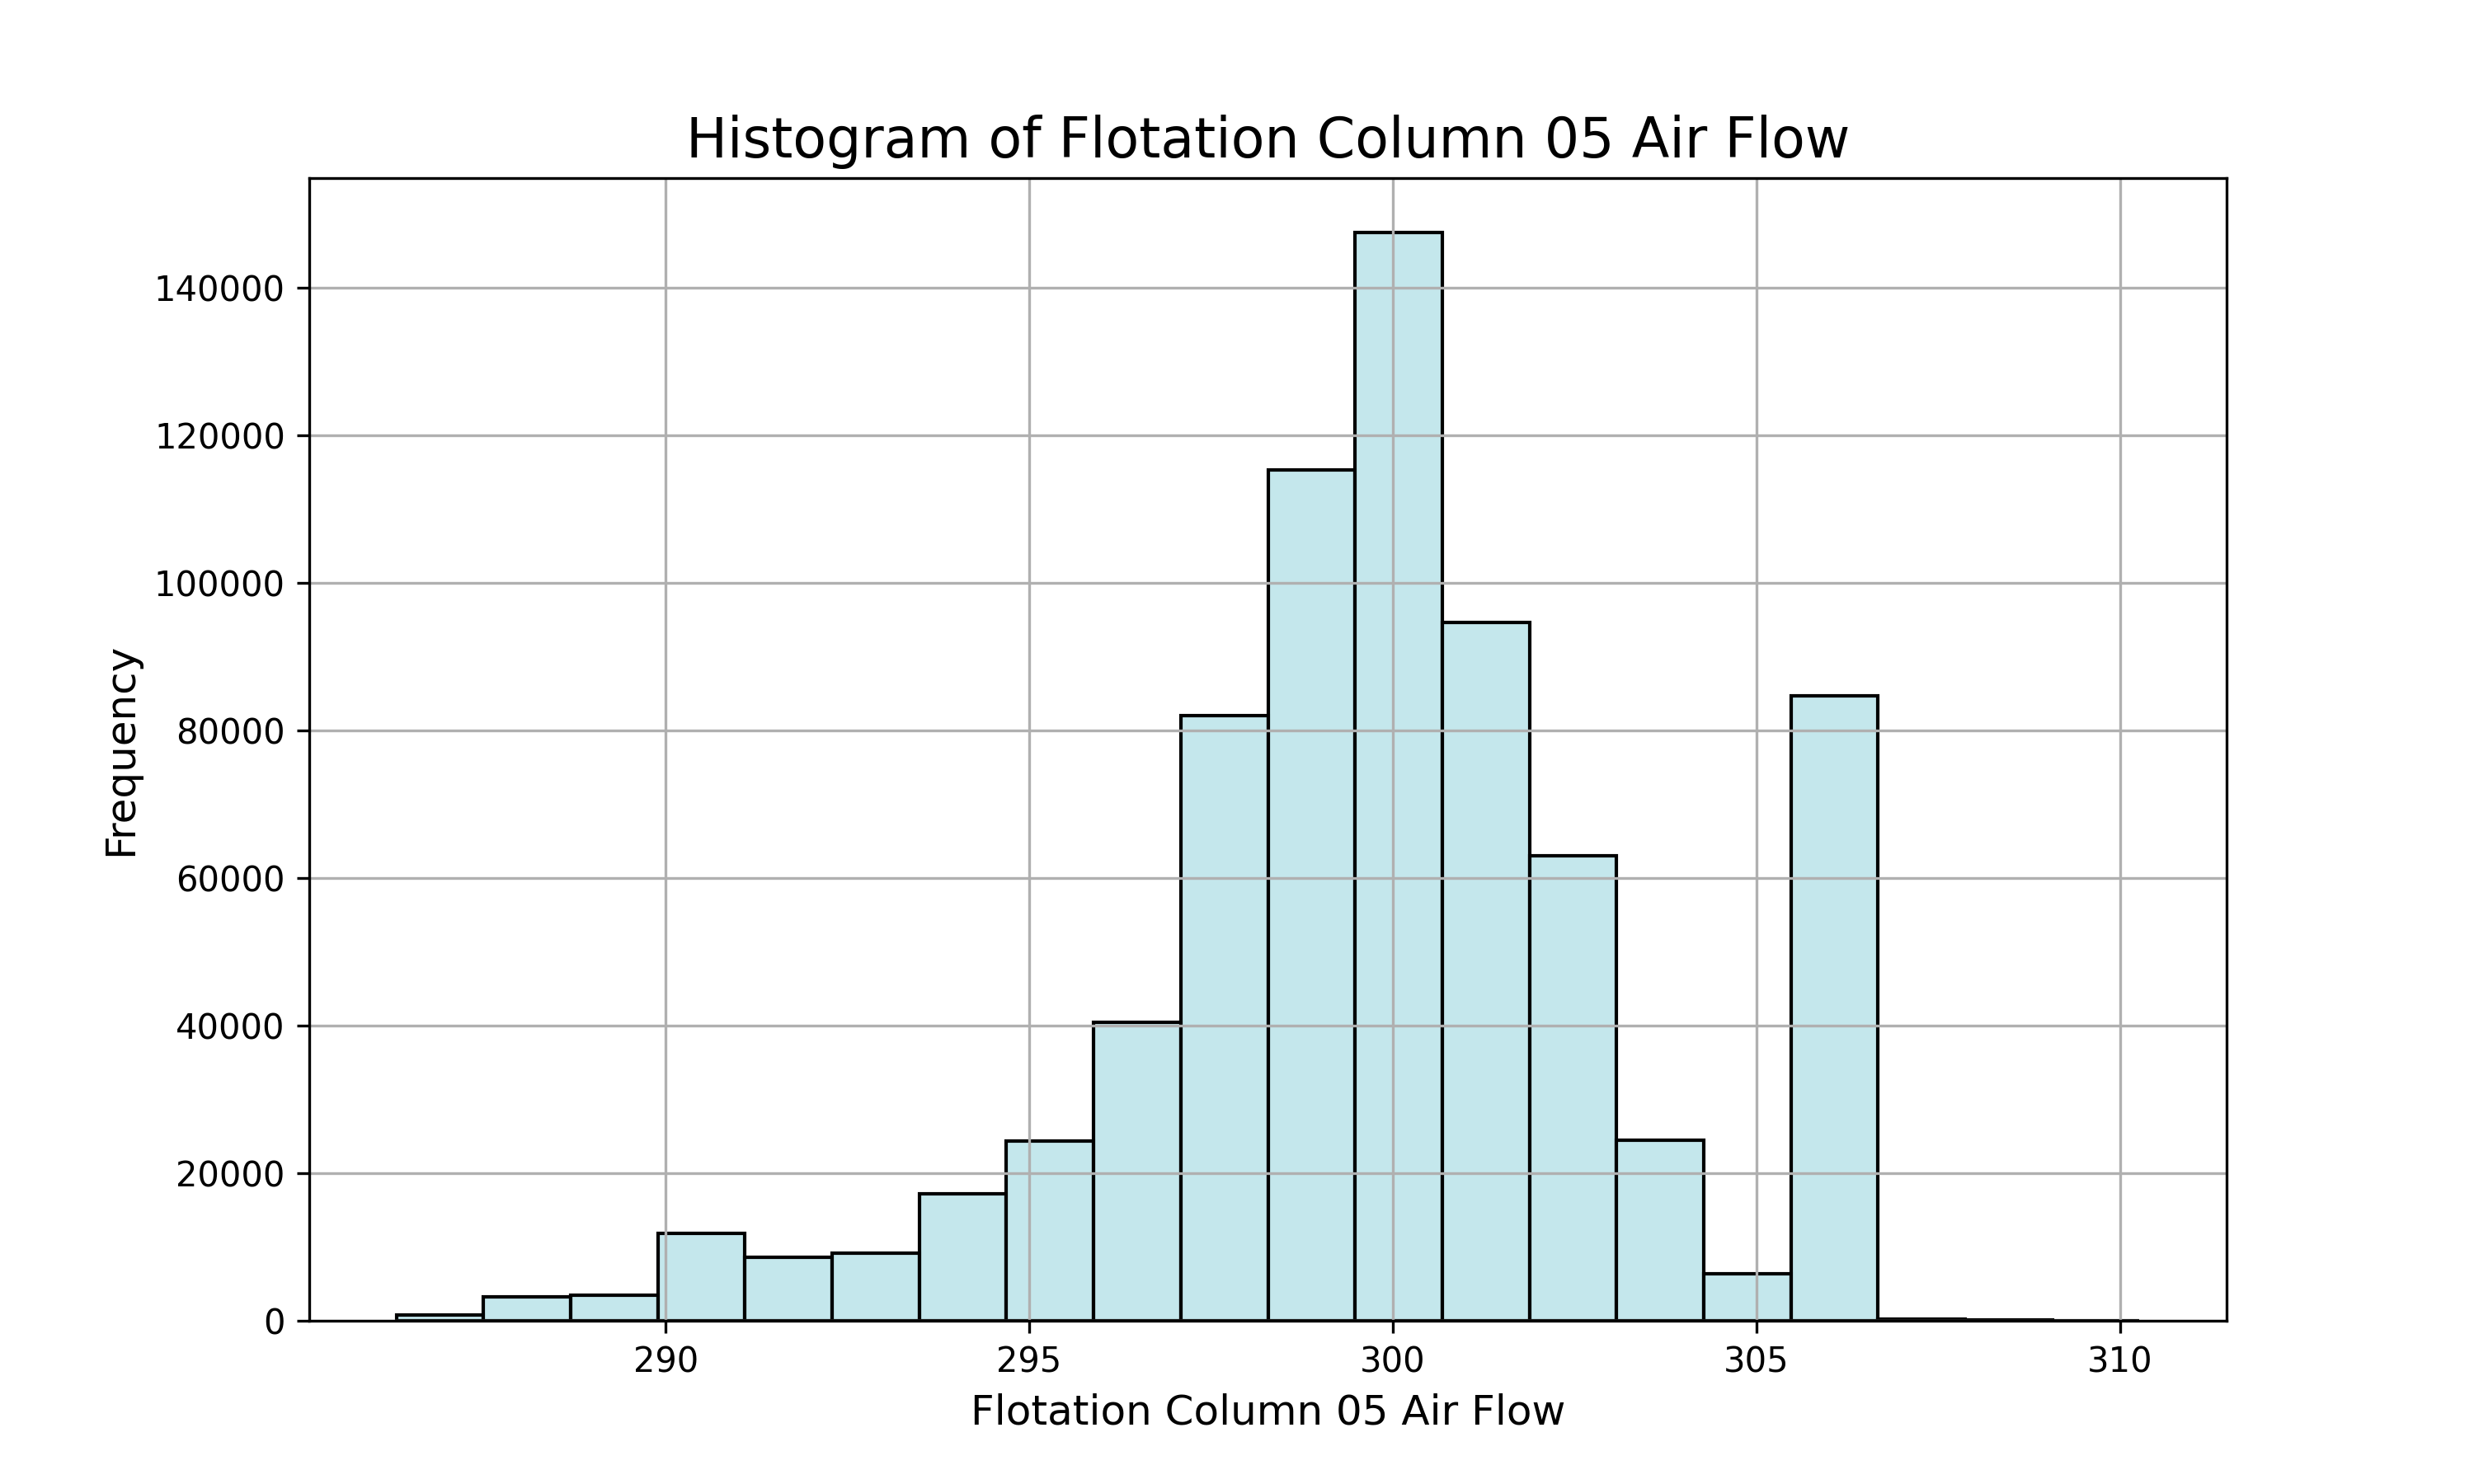 Histogram of Flotation Column 05 Air Flow
140000
120000
100000
80000
60000
40000
20000
0
Frequency
290 295 300 305 310
Flotation Column 05 Air Flow